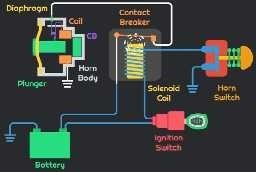 Diaphragm
Contact
Breaker
Coil
CB
Horn
Body
Plunger
Solenoid
Coil
Horn
Switch
Ignition
Switch
Battery